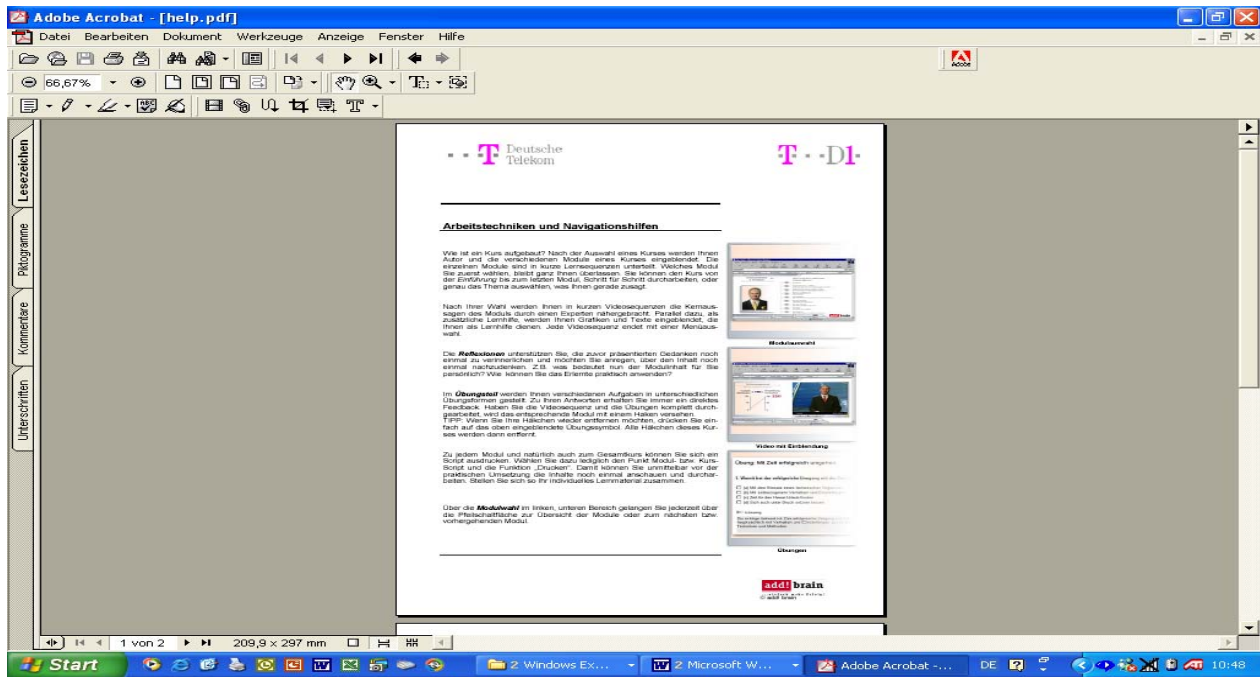 Adobe Acrobat - [help.pdf]
Datei Bearbeiten Dokument Werkzeuge Anzeige Fenster Hilfe
Adobe
66,67%
Lesezeichen
Piktogramme
Kommentare
Unterschriften
T Deutsche
Telekom
T D1
Arbeitstechniken und Navigationshilfen
Wie ist ein Kurs aufgebaut? Nach der Auswahl eines Kurses werden Ihnen
Autor und die verschiedenen Module eines Kurses eingeblendet. Die
einzelnen Module sind in kurze Lernsequenzen unterteilt. Welches Modul
Sie zuerst wählen, bleibt ganz Ihnen überlassen. Sie können den Kurs von
der Einführung bis zum letzten Modul, Schritt für Schritt durcharbeiten, oder
genau das Thema auswählen, was Ihnen gerade zusagt.
Nach Ihrer Wahl werden Ihnen in kurzen Videosequenzen die Kernaus-
sagen des Moduls durch einen Experten nähergebracht. Parallel dazu, als
zusätzliche Lernhilfe, werden Ihnen Grafiken und Texte eingeblendet, die
Ihnen als Lernhilfe dienen. Jede Videosequenz endet mit einer Menüaus-
wahl.
Die Reflexionen unterstützen Sie, die zuvor präsentierten Gedanken noch
einmal zu verinnerlichen und möchten Sie anregen, über den Inhalt noch
einmal nachzudenken. Z.B. was bedeutet nun der Modulinhalt für Sie
persönlich? Wie können Sie das Erlernte praktisch anwenden?
Im Übungsteil werden Ihnen verschiedenen Aufgaben in unterschiedlichen
Übungsformen gestellt. Zu Ihren Antworten erhalten Sie immer ein direktes
Feedback. Haben Sie die Videosequenz und die Übungen komplett durch-
gearbeitet, wird das entsprechende Modul mit einem Haken versehen.
TIPP: Wenn Sie Ihre Häkchen wieder entfernen möchten, drücken Sie ein-
fach auf das oben eingeblendete Übungssymbol. Alle Häkchen dieses Kur-
ses werden dann entfernt.
Zu jedem Modul und natürlich auch zum Gesamtkurs können Sie sich ein
Script ausdrucken. Wählen Sie dazu lediglich den Punkt Modul- bzw. Kurs-
Script und die Funktion „Drucken“. Damit können Sie unmittelbar vor der
praktischen Umsetzung die Inhalte noch einmal anschauen und durchar-
beiten. Stellen Sie sich so Ihr individuelles Lernmaterial zusammen.
Über die Modulwahl im linken, unteren Bereich gelangen Sie jederzeit über
die Pfeilschaltfläche zur Übersicht der Module oder zum nächsten bzw.
vorhergehenden Modul.
Modulauswahl
Video mit Einblendung
Übung: Mit Zeit erfolgreich umgehen
Übungen
add! brain
© add! brain
1 von 2 209,9 x 297 mm
Start 2 Windows Ex... 2 Microsoft W... Adobe Acrobat -... DE 10:48